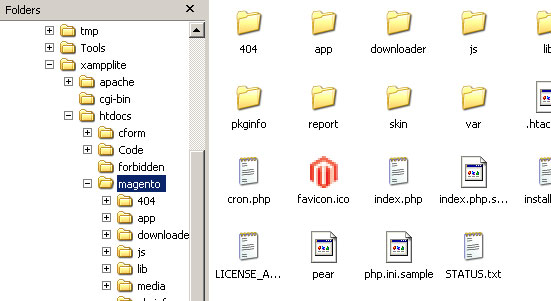 Folders
tmp
Tools
xampplite
apache
cgi-bin
htdocs
cform
Code
forbidden
magento
404
app
downloade
js
lib
media
404 app downloader js lib
pkginfo report skin var .htac
cron.php favicon.ico index.php index.php.s... install
LICENSE_A... pear php.ini.sample STATUS.txt